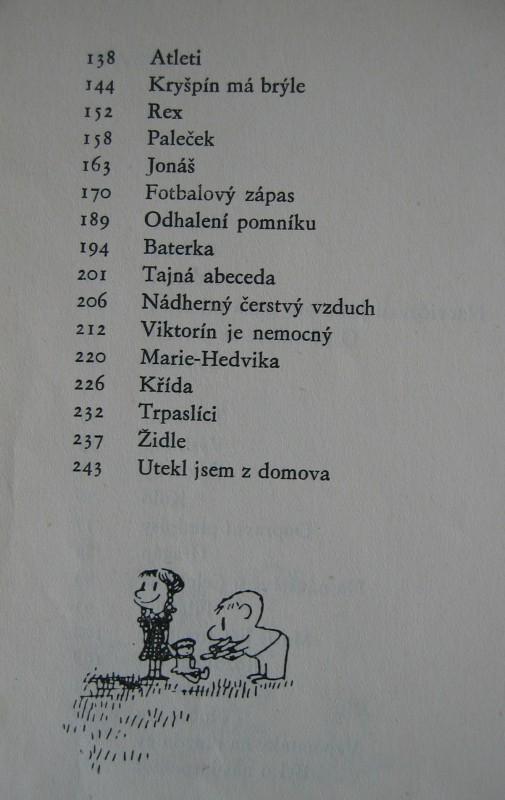 138 Atleti
144 Kryšpín má brýle
152 Rex
158 Paleček
163 Jonáš
170 Fotbalový zápas
189 Odhalení pomníku
194 Baterka
201 Tajná abeceda
206 Nádherný čerstvý vzduch
212 Viktorín je nemocný
220 Marie-Hedvika
226 Křída
232 Trpaslíci
237 Židle
243 Utekl jsem z domova